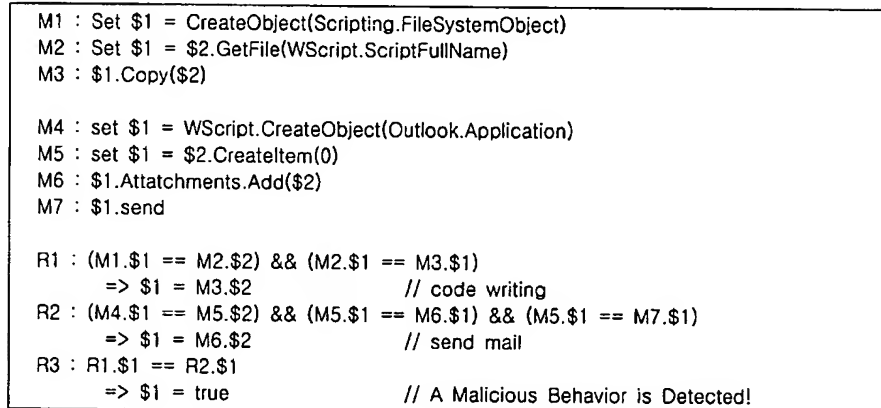 M1 : Set $1 = CreateObject(Scripting.FileSystemObject)
M2 : Set $1 = $2.GetFile(WScript.ScriptFullName)
M3 : $1.Copy($2)
M4 : set $1 = WScript.CreateObject(Outlook.Application)
M5 : set $1 = $2.CreateItem(0)
M6 : $1.Attatchments.Add($2)
M7 : $1.send
R1 : (M1.$1 == M2.$2) && (M2.$1 == M3.$1)
=> $1 = M3.$2 // code writing
R2 : (M4.$1 == M5.$2) && (M5.$1 == M6.$1) && (M5.$1 == M7.$1)
=> $1 = M6.$2 // send mail
R3 : R1.$1 == R2.$1
=> $1 = true // A Malicious Behavior is Detected!